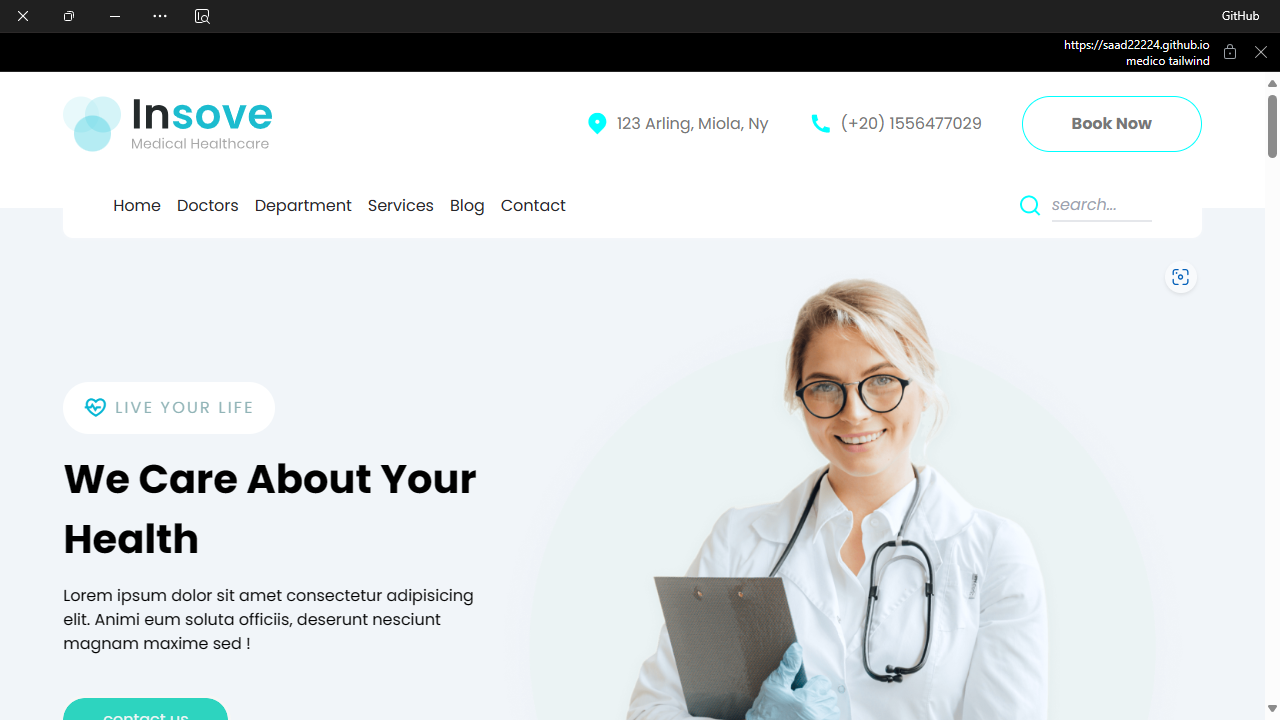 GitHub
https://saad22224.github.io
medico tailwind
Insove
Medical Healthcare
123 Arling, Miola, Ny
(+20) 1556477029
Book Now
Home Doctors Department Services Blog Contact
search...
LIVE YOUR LIFE
We Care About Your
Health
Lorem ipsum dolor sit amet consectetur adipisicing
elit. Animi eum soluta officiis, deserunt nesciunt
magnam maxime sed !
contact us